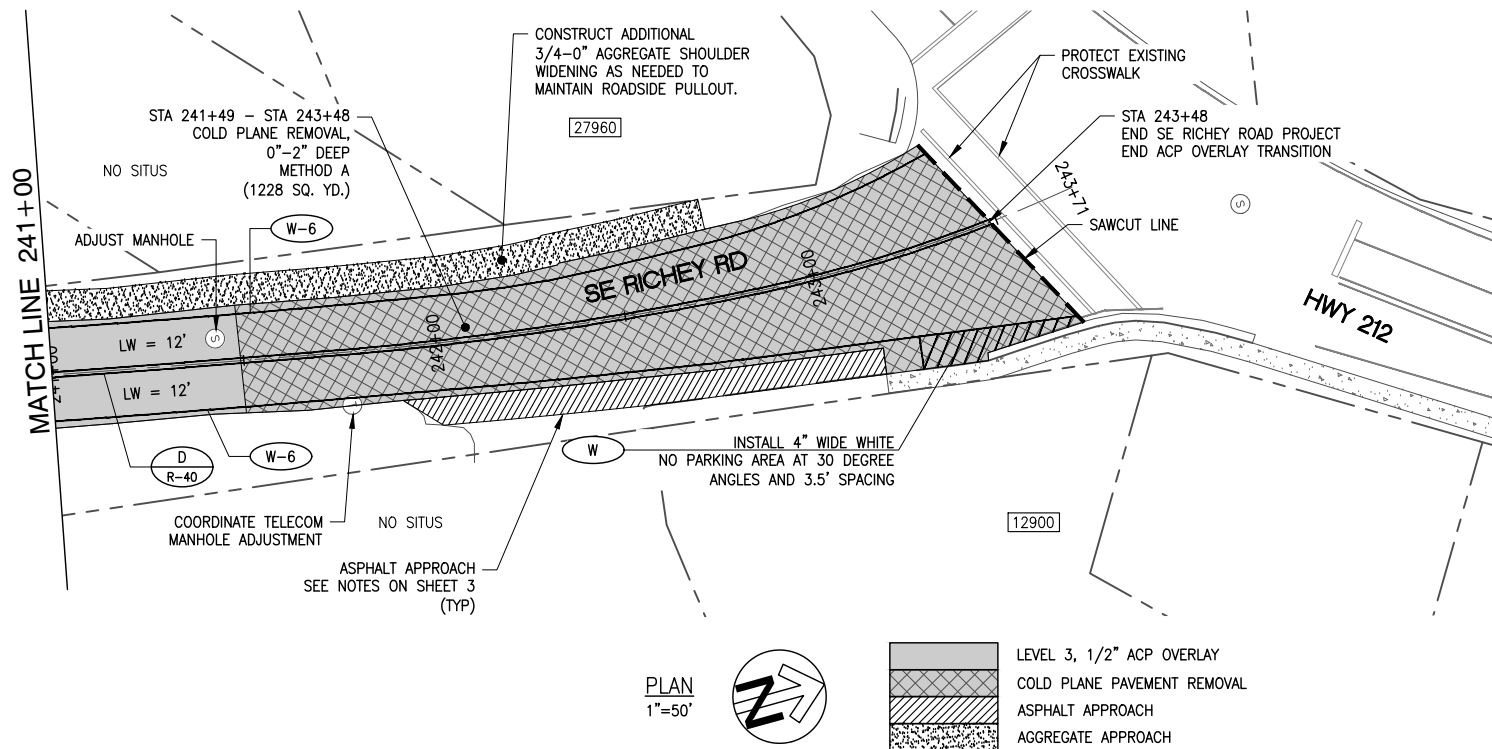 CONSTRUCT ADDITIONAL
3/4-0" AGGREGATE SHOULDER
WIDENING AS NEEDED TO
MAINTAIN ROADSIDE PULLOUT.
PROTECT EXISTING
CROSSWALK
STA 241+49 - STA 243+48
COLD PLANE REMOVAL,
0"-2" DEEP
METHOD A
(1228 SQ. YD.)
27960
STA 243+48
END SE RICHEY ROAD PROJECT
END ACP OVERLAY TRANSITION
NO SITUS
243+71
S
W-6
SAWCUT LINE
ADJUST MANHOLE
SE RICHEY RD
243+00
HWY 212
MATCH LINE 241+00
S
LW = 12'
242+00
LW = 12'
W
INSTALL 4" WIDE WHITE
NO PARKING AREA AT 30 DEGREE
ANGLES AND 3.5' SPACING
D
R-40
W-6
COORDINATE TELECOM
MANHOLE ADJUSTMENT
NO SITUS
12900
ASPHALT APPROACH
SEE NOTES ON SHEET 3
(TYP)
PLAN
1"=50'
N
LEVEL 3, 1/2" ACP OVERLAY
COLD PLANE PAVEMENT REMOVAL
ASPHALT APPROACH
AGGREGATE APPROACH